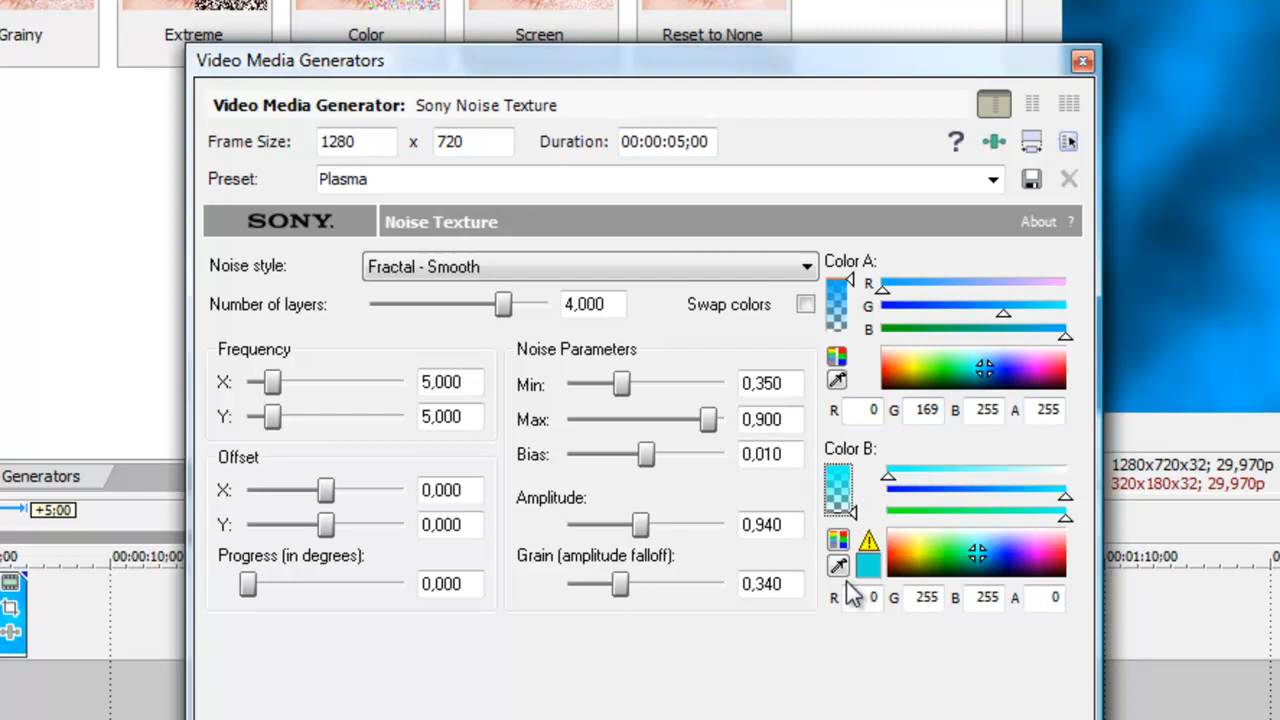 Grainy
Extreme
Color
Screen
Reset to None
Video Media Generators
Video Media Generator: Sony Noise Texture
Frame Size: 1280 x 720 Duration: 00:00:05;00
Preset: Plasma
SONY. Noise Texture About ?
Noise style: Fractal - Smooth
Number of layers: 4,000 Swap colors
Frequency
X: 5,000
Y: 5,000
Offset
X: 0,000
Y: 0,000
Progress (in degrees):
0,000
Noise Parameters
Min: 0,350
Max: 0,900
Bias: 0,010
Amplitude:
0,940
Grain (amplitude falloff):
0,340
Color A:
R
G
B
R 0 G 169 B 255 A 255
Color B:
R 0 G 255 B 255 A 0
Generators
+5:00
;00
00:00:10;00
1280x720x32; 29,970p
320x180x32; 29,970p
00:01:10;00